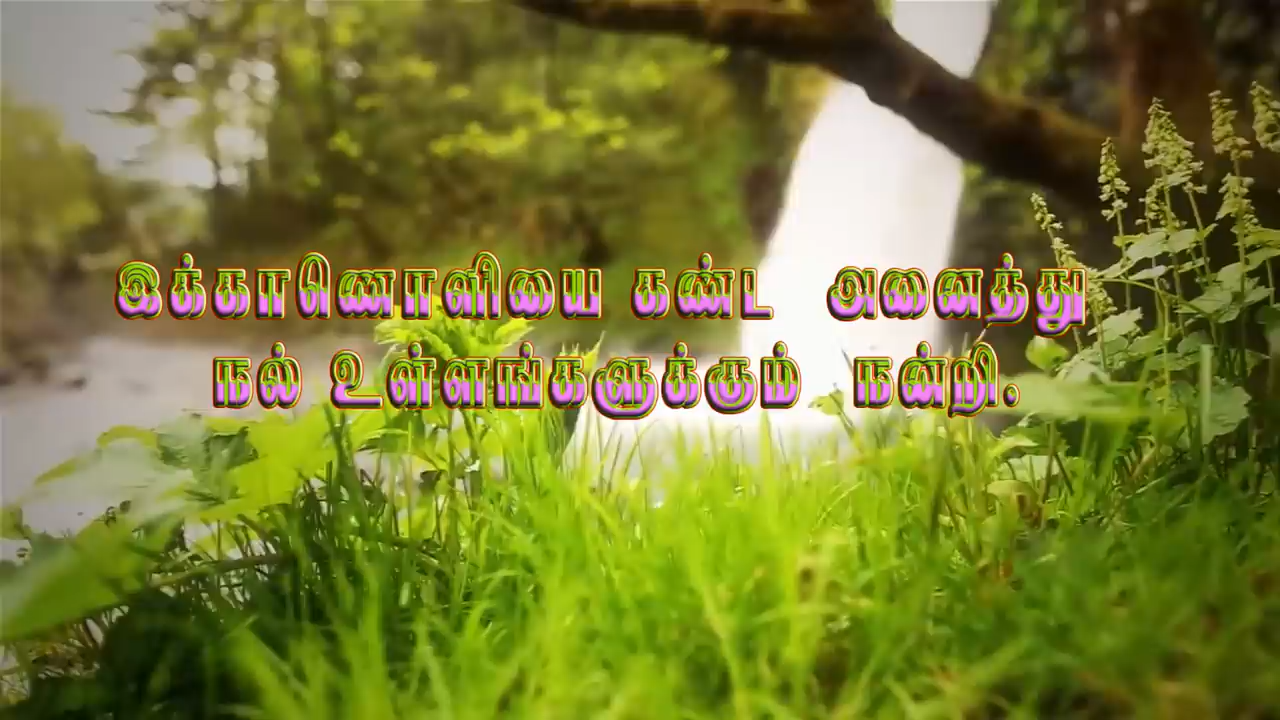 இக்காணொளியை கண்ட அனைத்து
நல் உள்ளங்களுக்கும் நன்றி.